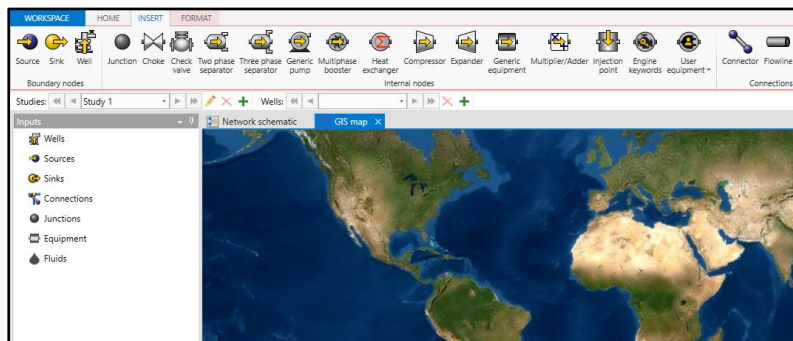 WORKSPACE HOME INSERT FORMAT
Source Sink Well Junction Choke Check valve Two phase separator Three phase separator Generic pump Multiphase booster Heat exchanger Compressor Expander Generic equipment Multiplier/Adder Injection point Engine keywords User equipment Connector Flowline
Boundary nodes Internal nodes Connections
Studies: Study 1 Wells:
Inputs Network schematic GIS map
Wells
Sources
Sinks
Connections
Junctions
Equipment
Fluids